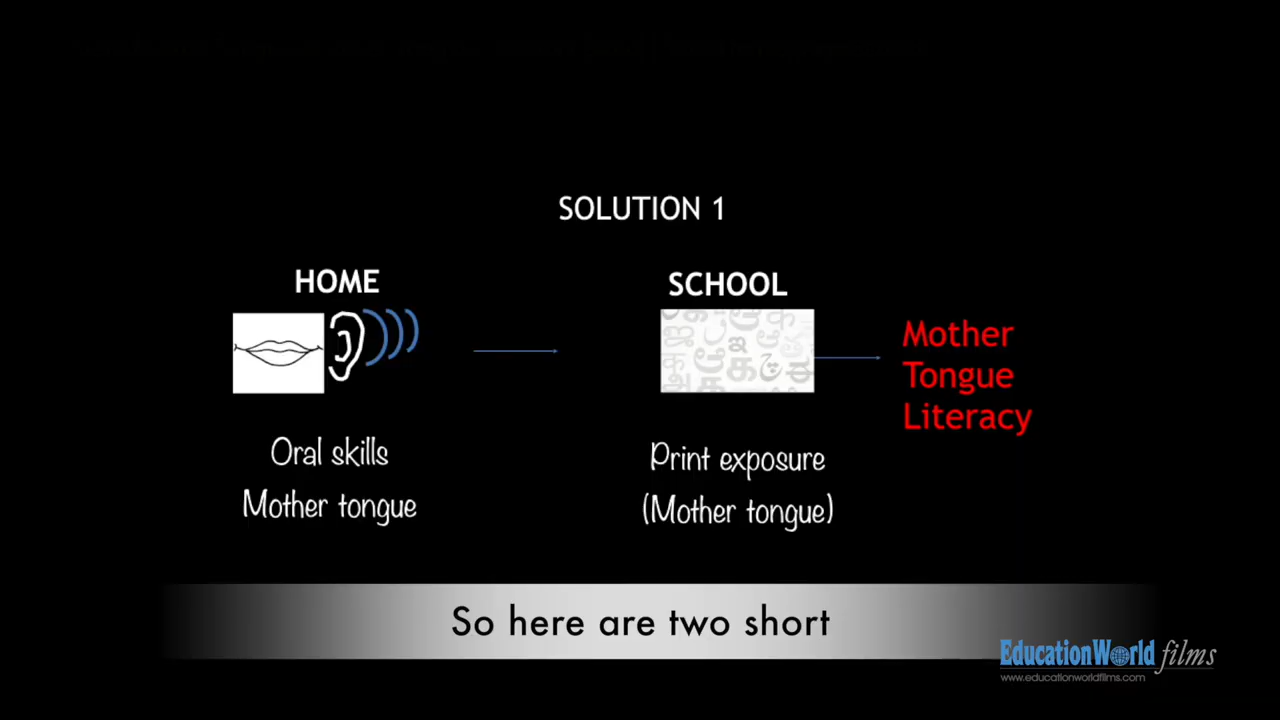 SOLUTION 1
HOME
SCHOOL
Mother
Tongue
Literacy
Oral skills
Mother tongue
Print exposure
(Mother tongue)
So here are two short
EducationWorld films
www.educationworldfilms.com